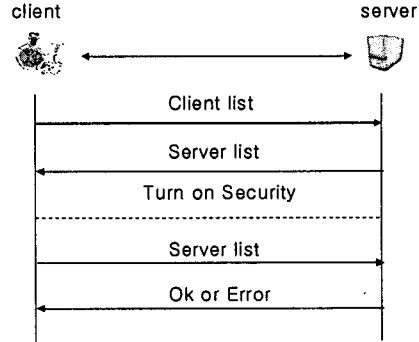 client
server
Client list
Server list
Turn on Security
Server list
Ok or Error